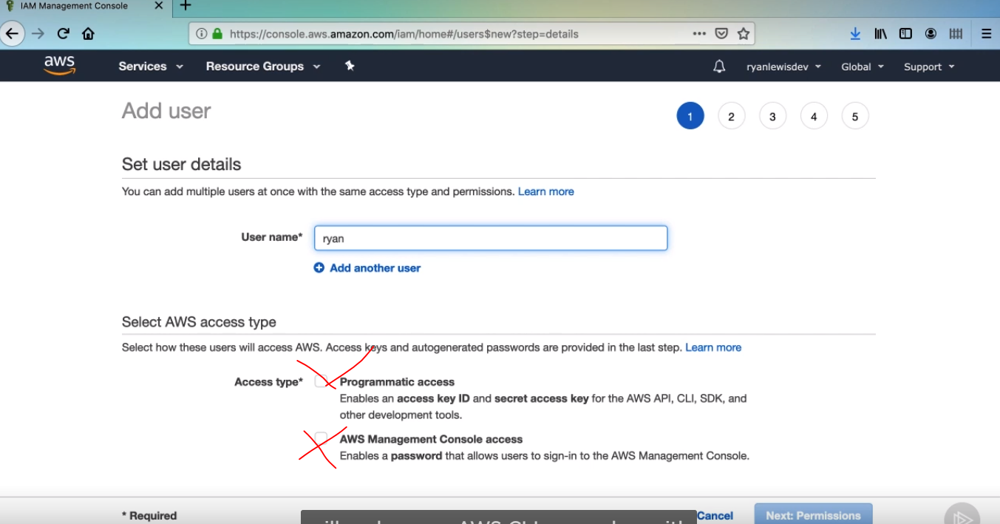 IAM Management Console
https://console.aws.amazon.com/iam/home#/users$new?step=details
aws Services Resource Groups ryanlewisdev Global Support
Add user
1 2 3 4 5
Set user details
You can add multiple users at once with the same access type and permissions. Learn more
User name* ryan
Add another user
Select AWS access type
Select how these users will access AWS. Access keys and autogenerated passwords are provided in the last step. Learn more
Access type* Programmatic access
Enables an access key ID and secret access key for the AWS API, CLI, SDK, and
other development tools.
AWS Management Console access
Enables a password that allows users to sign-in to the AWS Management Console.
* Required Cancel Next: Permissions
AWS CLI